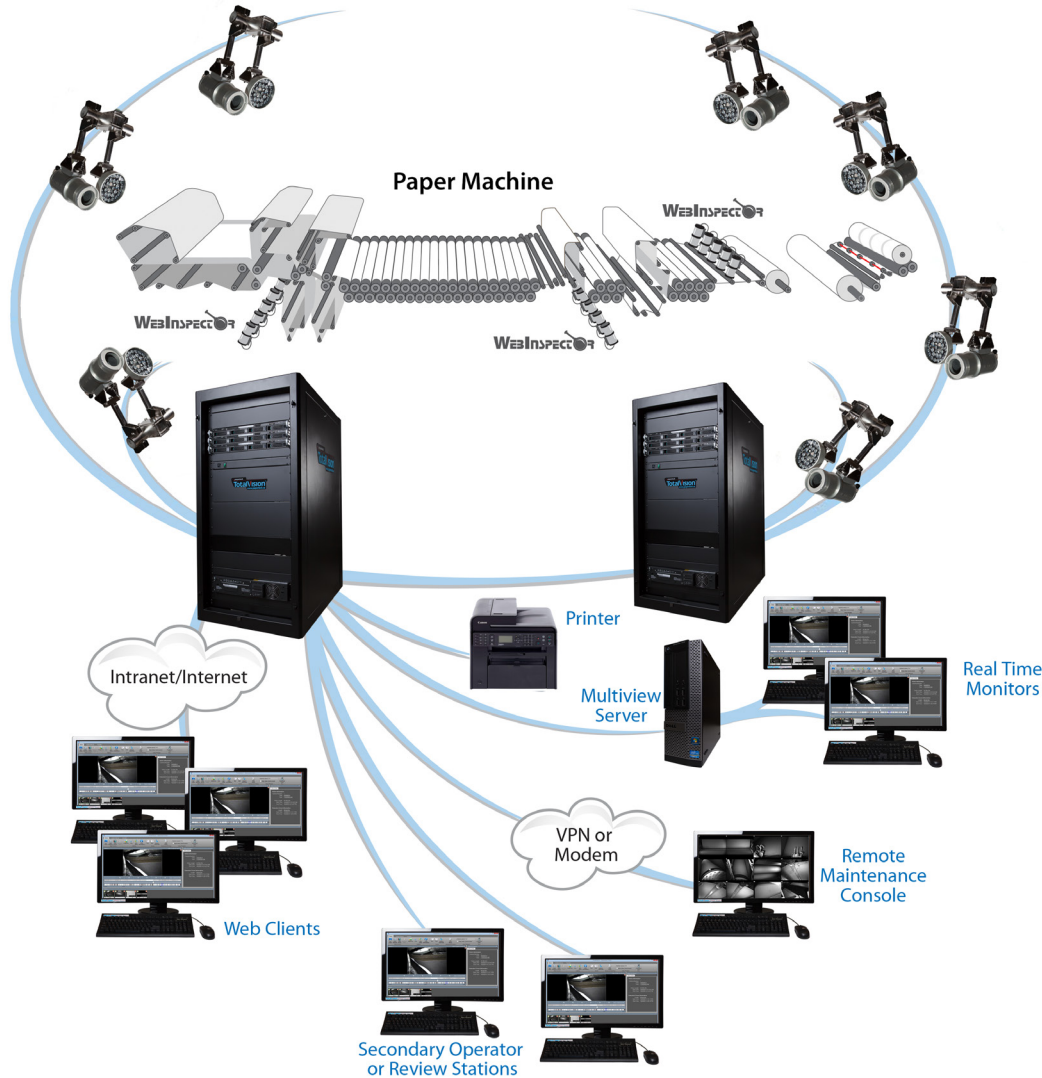 Paper Machine
WEBINSPECTOR
WEBINSPECTOR
WEBINSPECTOR
TotalVision
TotalVision
Printer
Intranet/Internet
Multiview
Server
Real Time
Monitors
VPN or
Modem
Remote
Maintenance
Console
Web Clients
Secondary Operator
or Review Stations